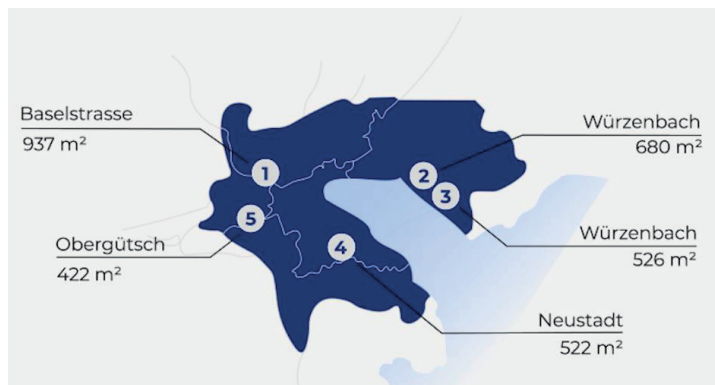 Baselstrasse
937 m²
Würzenbach
680 m²
1
2
3
5
4
Würzenbach
526 m²
Obergütsch
422 m²
Neustadt
522 m²